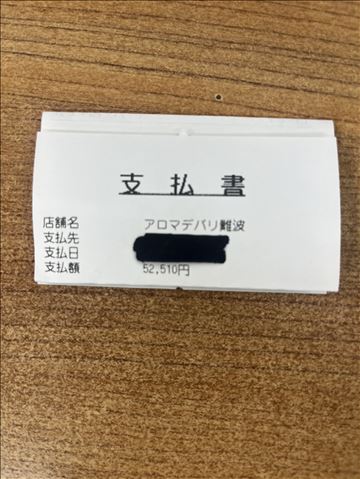 支払書
店舗名 アロマデバリ難波
支払先
支払日
支払額 52,510円